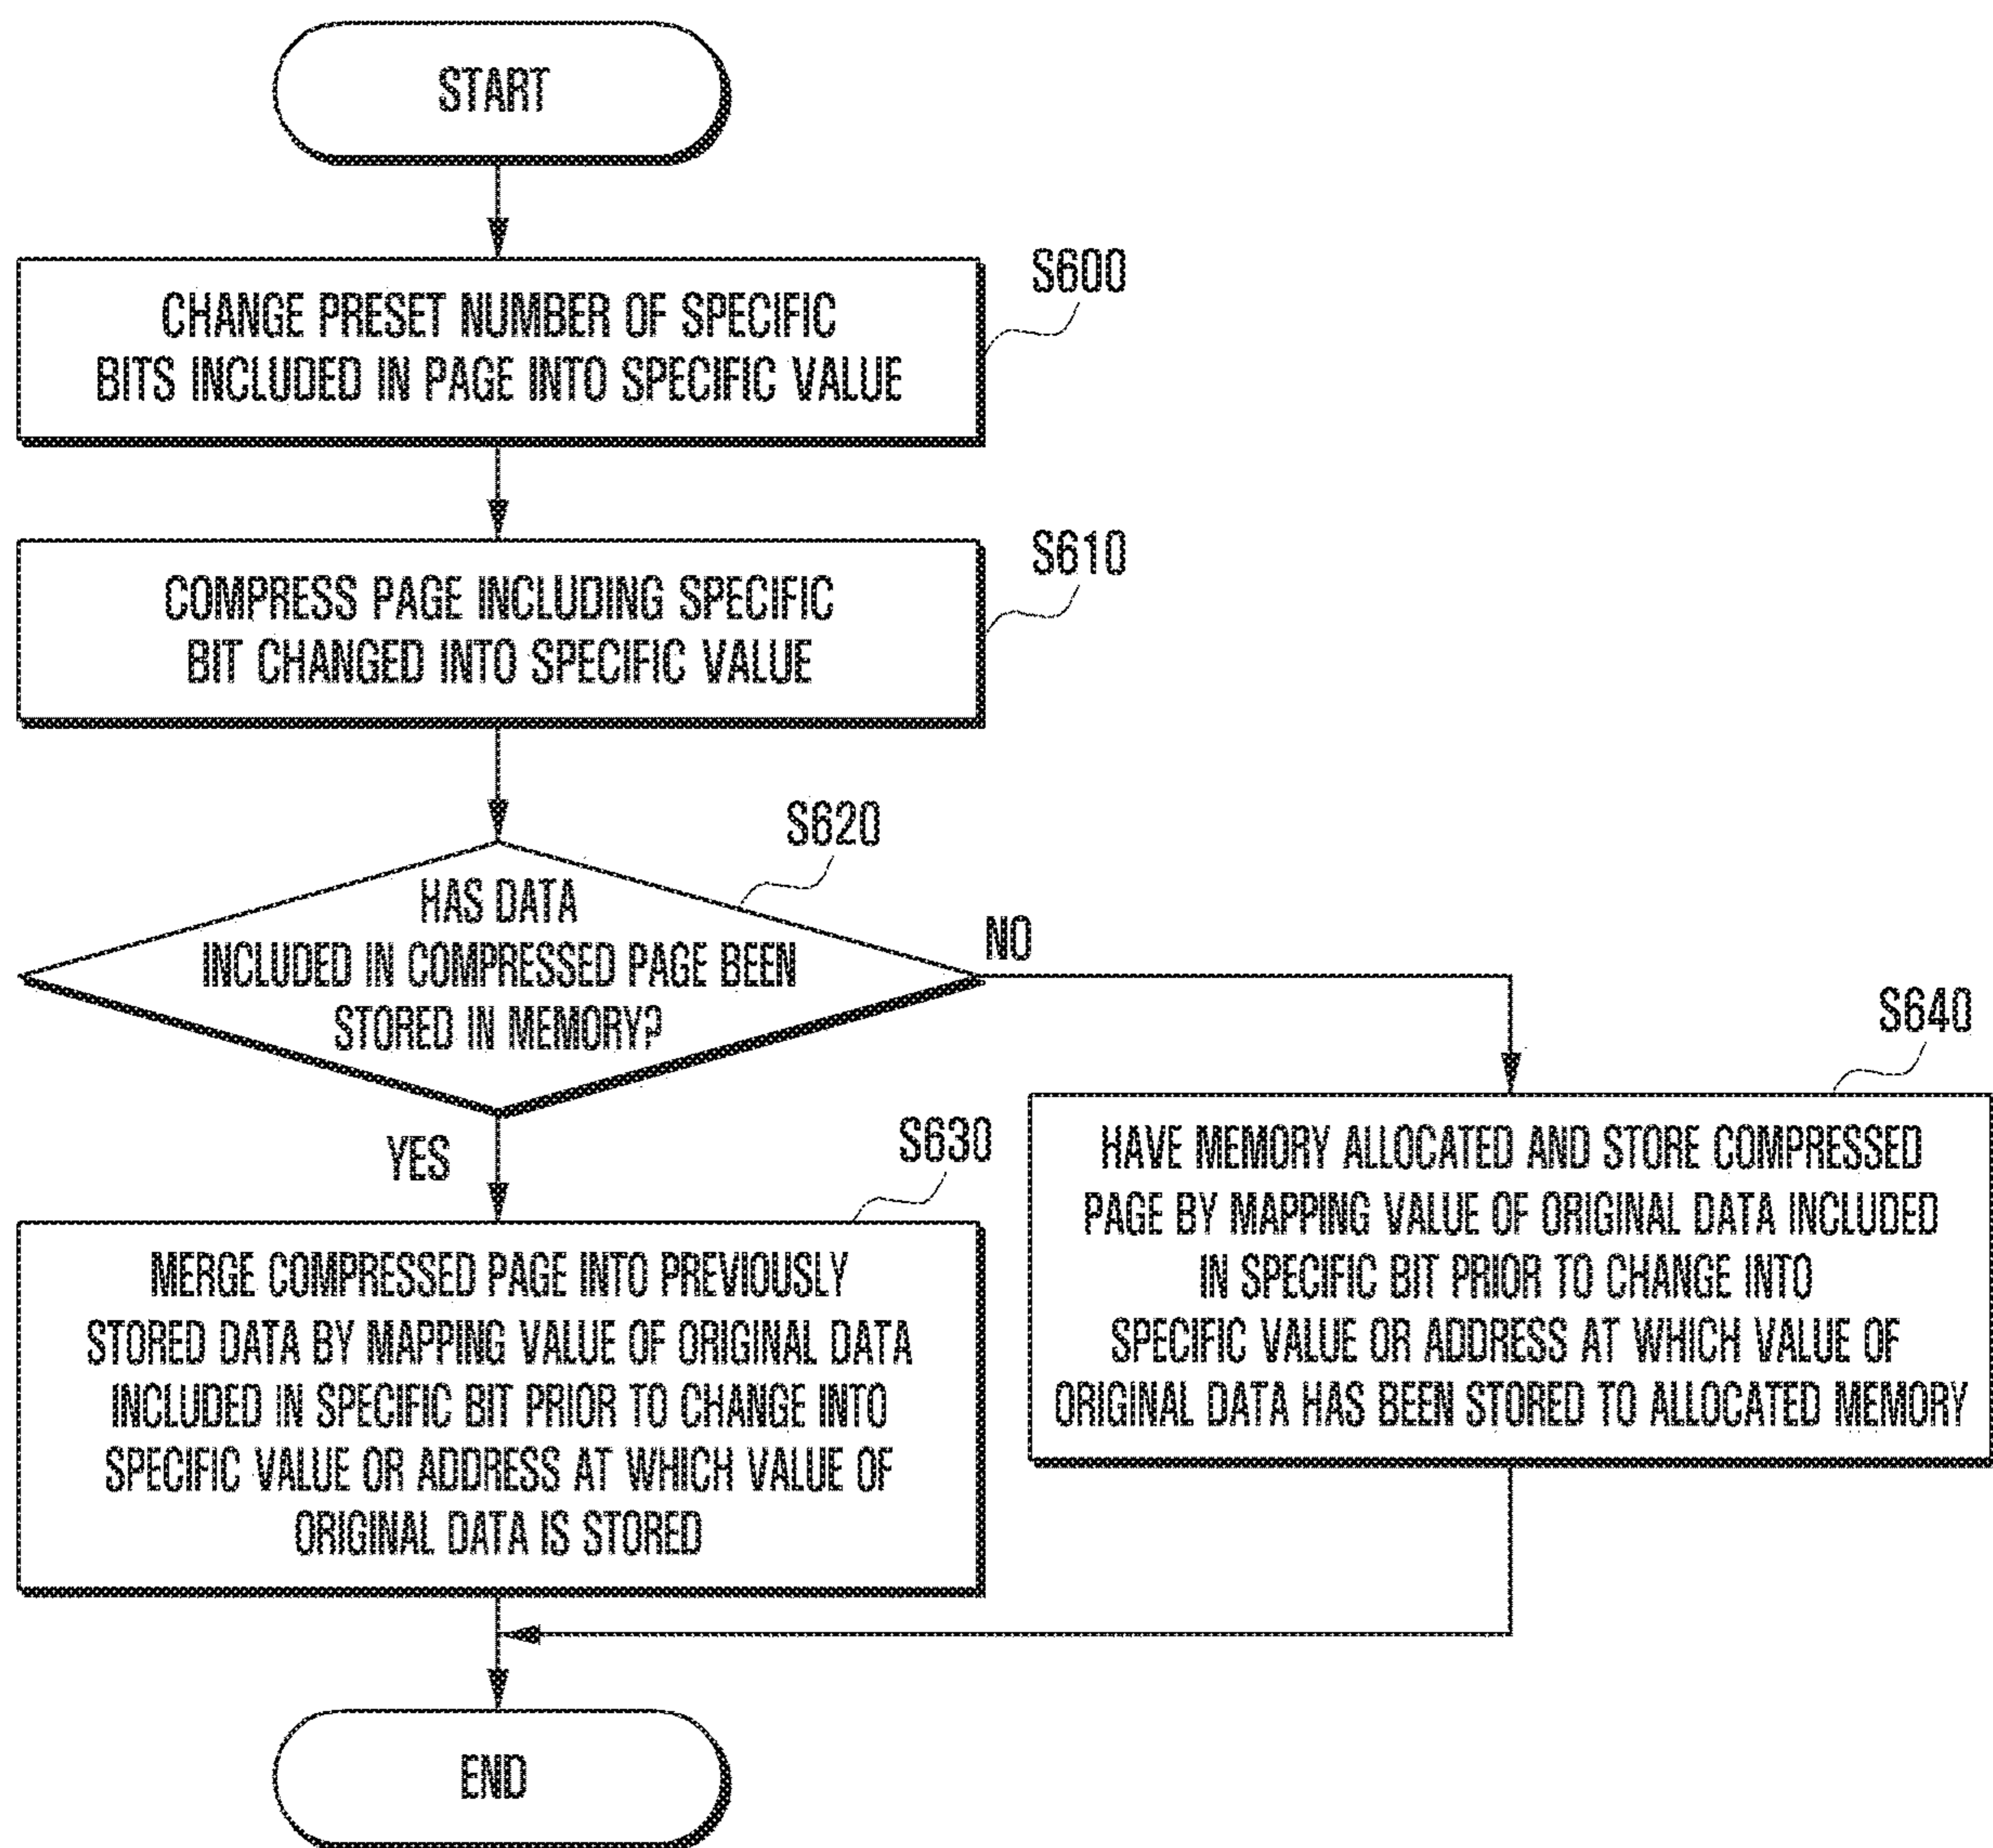 START
S600
CHANGE PRESET NUMBER OF SPECIFIC
BITS INCLUDED IN PAGE INTO SPECIFIC VALUE
S610
COMPRESS PAGE INCLUDING SPECIFIC
BIT CHANGED INTO SPECIFIC VALUE
S620
HAS DATA
INCLUDED IN COMPRESSED PAGE BEEN
STORED IN MEMORY?
NO
YES
S630
MERGE COMPRESSED PAGE INTO PREVIOUSLY
STORED DATA BY MAPPING VALUE OF ORIGINAL DATA
INCLUDED IN SPECIFIC BIT PRIOR TO CHANGE INTO
SPECIFIC VALUE OR ADDRESS AT WHICH VALUE OF
ORIGINAL DATA IS STORED
S640
HAVE MEMORY ALLOCATED AND STORE COMPRESSED
PAGE BY MAPPING VALUE OF ORIGINAL DATA INCLUDED
IN SPECIFIC BIT PRIOR TO CHANGE INTO
SPECIFIC VALUE OR ADDRESS AT WHICH VALUE OF
ORIGINAL DATA HAS BEEN STORED TO ALLOCATED MEMORY
END